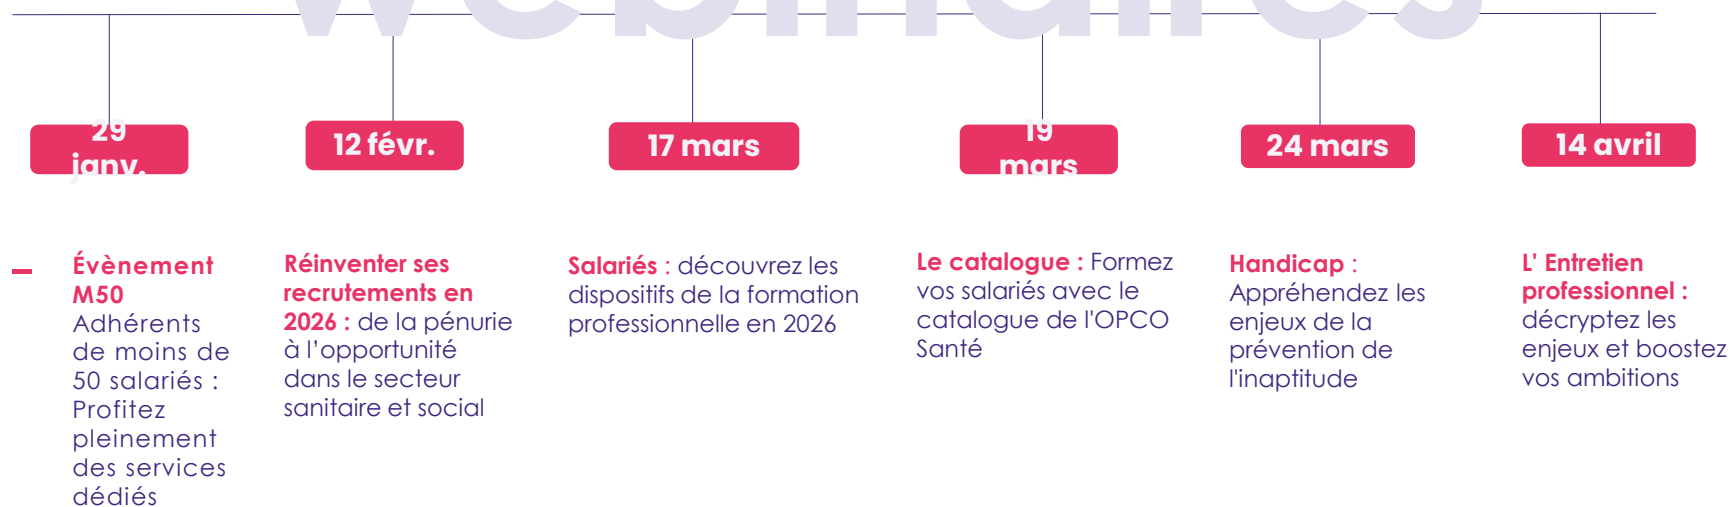 webinaires
29
janv.
12 févr.
17 mars
19
mars
24 mars
14 avril
Évènement
M50
Adhérents
de moins de
50 salariés :
Profitez
pleinement
des services
dédiés
Réinventer ses
recrutements en
2026 : de la pénurie
à l’opportunité
dans le secteur
sanitaire et social
Salariés : découvrez les
dispositifs de la formation
professionnelle en 2026
Le catalogue : Formez
vos salariés avec le
catalogue de l'OPCO
Santé
Handicap :
Appréhendez les
enjeux de la
prévention de
l'inaptitude
L' Entretien
professionnel :
décryptez les
enjeux et boostez
vos ambitions